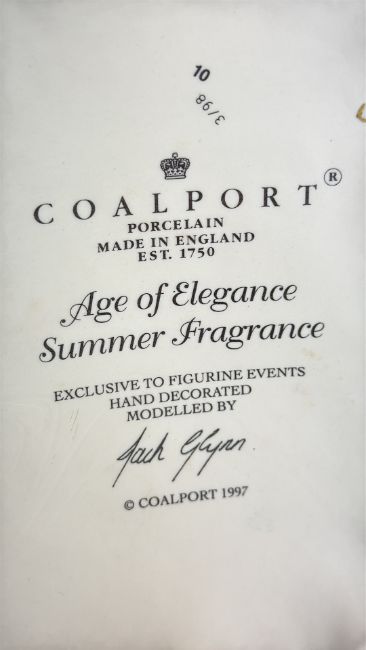 10
3/98
COALPORT®
PORCELAIN
MADE IN ENGLAND
EST. 1750
Age of Elegance
Summer Fragrance
EXCLUSIVE TO FIGURINE EVENTS
HAND DECORATED
MODELLED BY
Jack Glynn
© COALPORT 1997